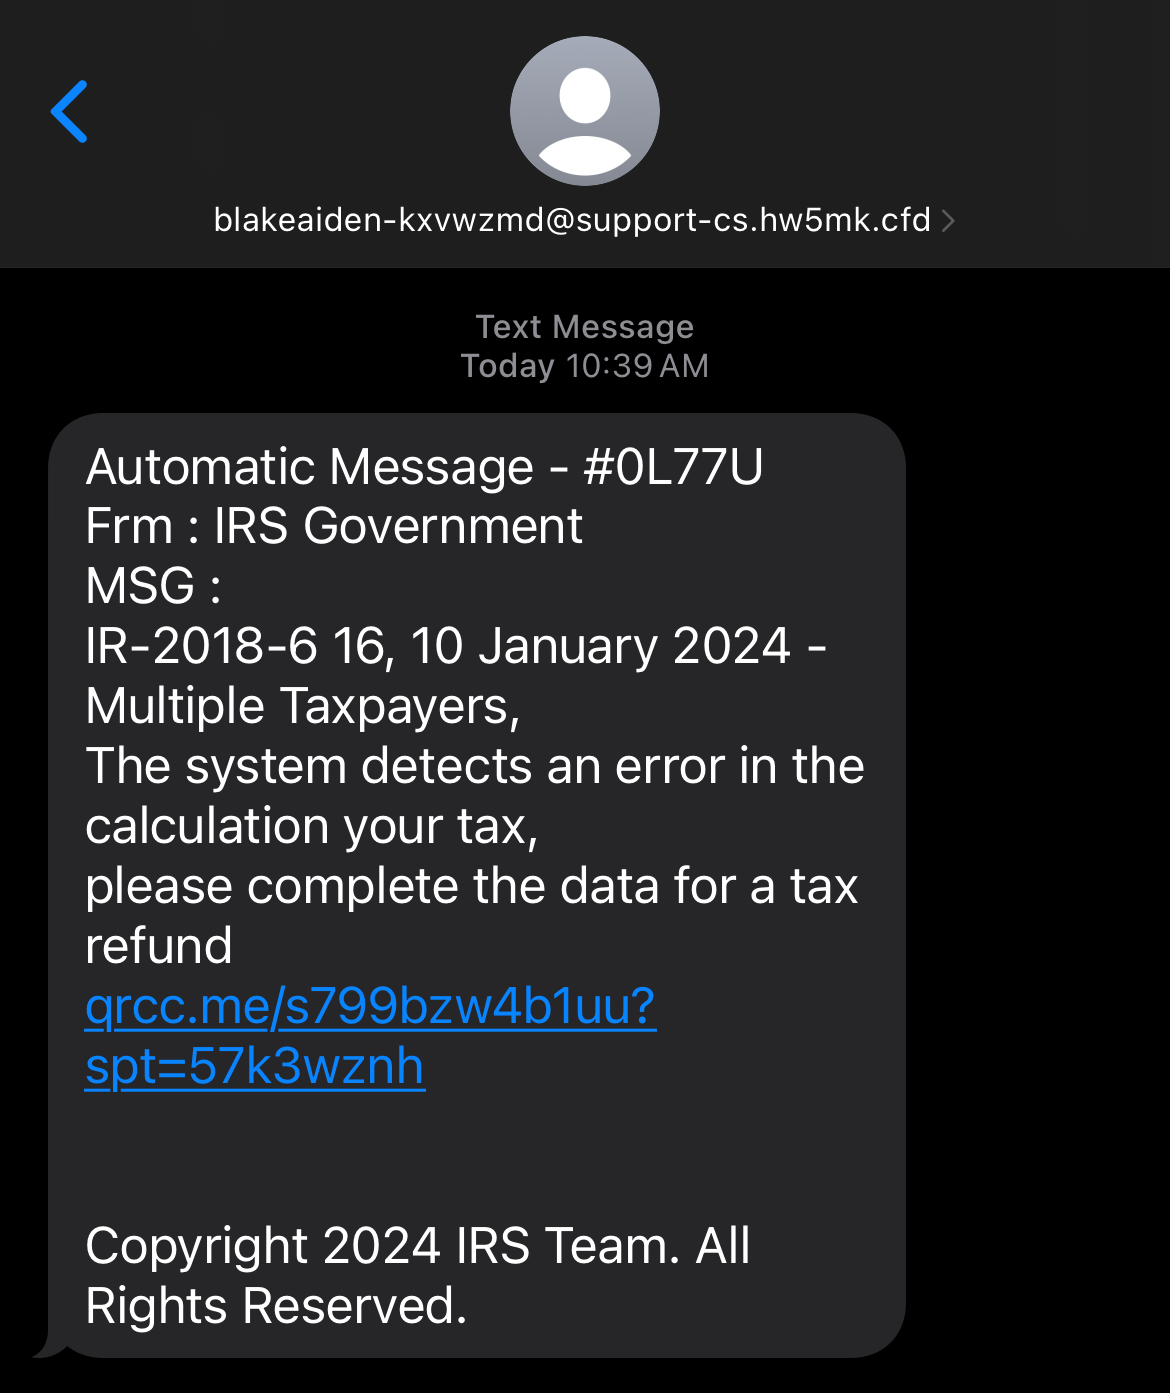 blakeaiden-kxvwzmd@support-cs.hw5mk.cfd
Text Message
Today 10:39 AM
Automatic Message - #0L77U
Frm : IRS Government
MSG :
IR-2018-6 16, 10 January 2024 -
Multiple Taxpayers,
The system detects an error in the
calculation your tax,
please complete the data for a tax
refund
qrcc.me/s799bzw4b1uu?
spt=57k3wznh
Copyright 2024 IRS Team. All
Rights Reserved.